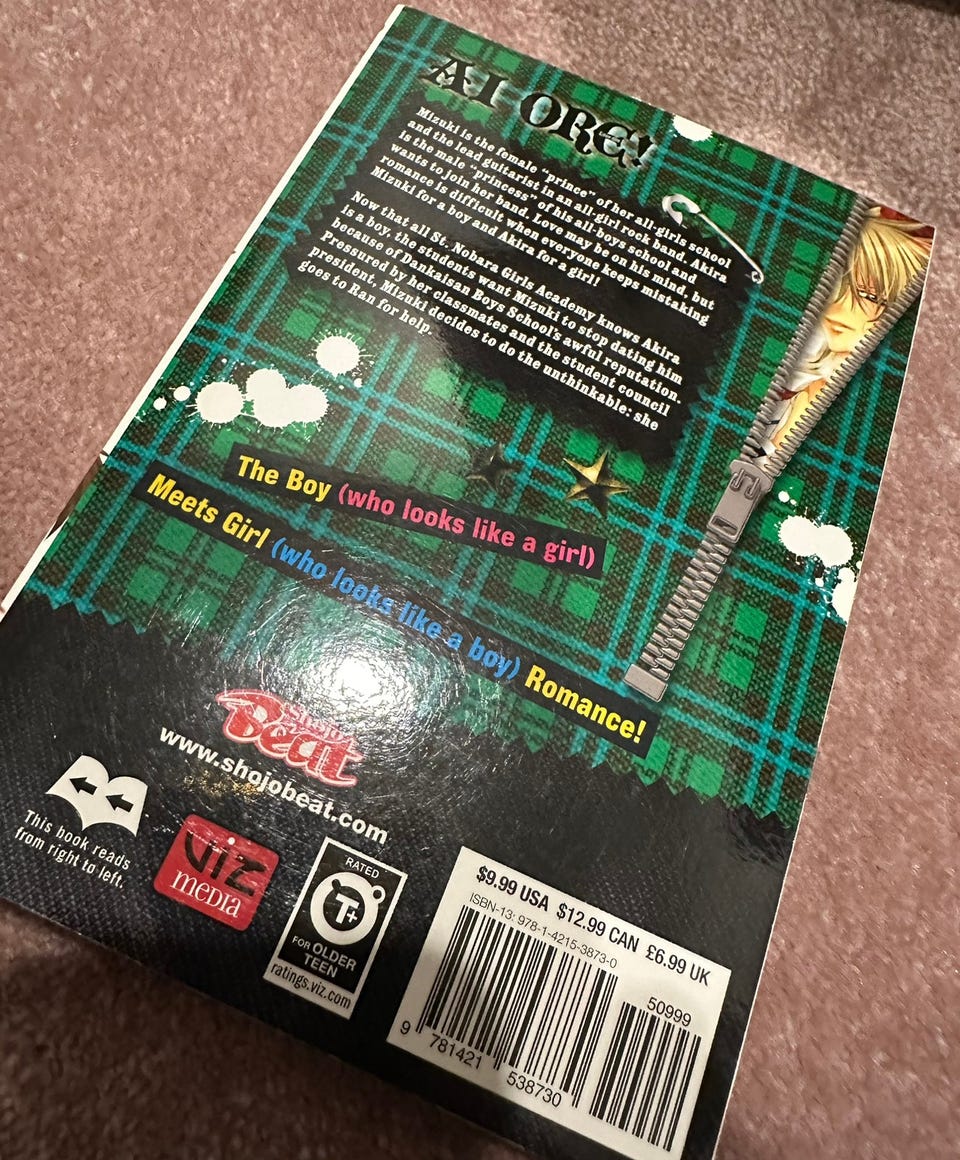 AI ORE!
Mizuki is the female "prince" of her all-girls school
and the lead guitarist in an all-girl rock band. Akira
is the male "princess" of his all-boys school and
wants to join her band. Love may be on his mind, but
romance is difficult when everyone keeps mistaking
Mizuki for a boy and Akira for a girl!
Now that all St. Nobara Girls Academy knows Akira
is a boy, the students want Mizuki to stop dating him
because of Dankaisan Boys School's awful reputation.
Pressured by her classmates and the student council
president, Mizuki decides to do the unthinkable: she
goes to Ran for help.
The Boy (who looks like a girl)
Meets Girl (who looks like a boy) Romance!
Shojo
Beat
www.shojobeat.com
This book reads
from right to left.
VIZ
media
RATED
T+
FOR OLDER
TEEN
ratings.viz.com
$9.99 USA $12.99 CAN £6.99 UK
ISBN-13: 978-1-4215-3873-0
50999
9 781421 538730